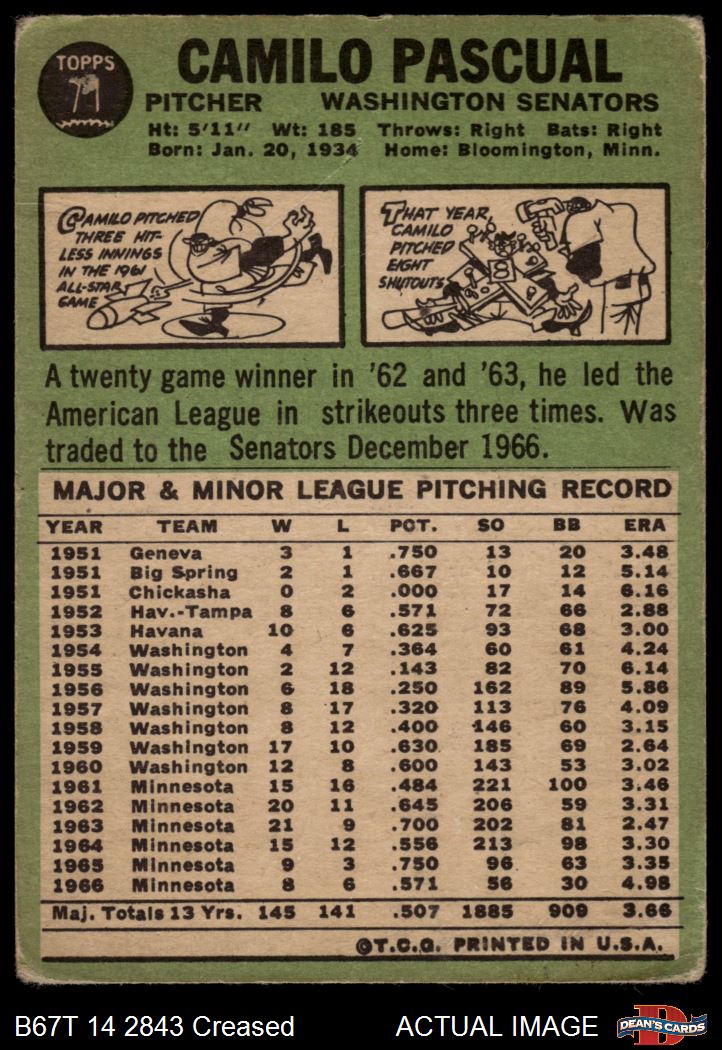 TOPPS
71
CAMILO PASCUAL
PITCHER WASHINGTON SENATORS
Ht: 5'11" Wt: 185 Throws: Right Bats: Right
Born: Jan. 20, 1934 Home: Bloomington, Minn.
CAMILO PITCHED
THREE HIT-
LESS INNINGS
IN THE 1961
ALL-STAR
GAME
THAT YEAR,
CAMILO
PITCHED
EIGHT
SHUTOUTS
8
A twenty game winner in '62 and '63, he led the
American League in strikeouts three times. Was
traded to the Senators December 1966.
MAJOR & MINOR LEAGUE PITCHING RECORD
YEAR TEAM W L PCT. SO BB ERA
1951 Geneva 3 1 .750 13 20 3.48
1951 Big Spring 2 1 .667 10 12 5.14
1951 Chickasha 0 2 .000 17 14 6.16
1952 Hav.-Tampa 8 6 .571 72 66 2.88
1953 Havana 10 6 .625 93 68 3.00
1954 Washington 4 7 .364 60 61 4.24
1955 Washington 2 12 .143 82 70 6.14
1956 Washington 6 18 .250 162 89 5.86
1957 Washington 8 17 .320 113 76 4.09
1958 Washington 8 12 .400 146 60 3.15
1959 Washington 17 10 .630 185 69 2.64
1960 Washington 12 8 .600 143 53 3.02
1961 Minnesota 15 16 .484 221 100 3.46
1962 Minnesota 20 11 .645 206 59 3.31
1963 Minnesota 21 9 .700 202 81 2.47
1964 Minnesota 15 12 .556 213 98 3.30
1965 Minnesota 9 3 .750 96 63 3.35
1966 Minnesota 8 6 .571 56 30 4.98
Maj. Totals 13 Yrs. 145 141 .507 1885 909 3.66
©T.C.G. PRINTED IN U.S.A.
B67T 14 2843 Creased ACTUAL IMAGE
DEAN'S CARDS